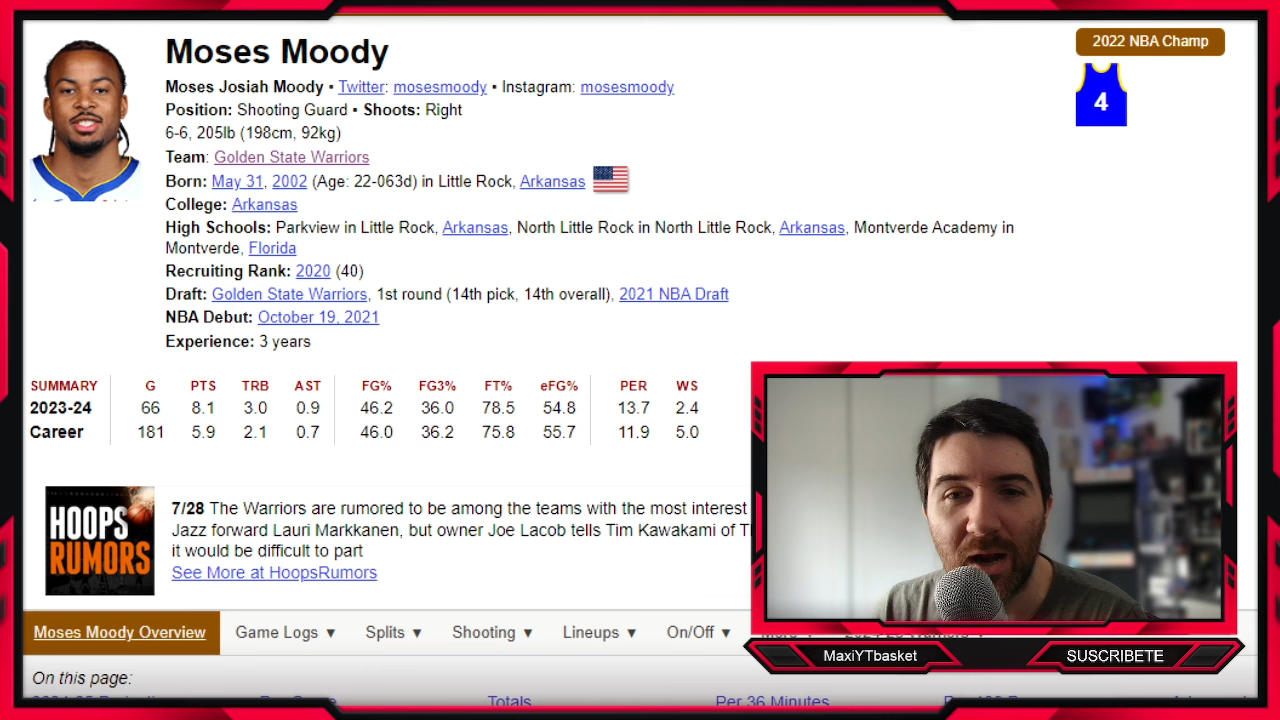 Moses Moody
2022 NBA Champ
4
Moses Josiah Moody ▪ Twitter: mosesmoody ▪ Instagram: mosesmoody
Position: Shooting Guard ▪ Shoots: Right
6-6, 205lb (198cm, 92kg)
Team: Golden State Warriors
Born: May 31, 2002 (Age: 22-063d) in Little Rock, Arkansas
College: Arkansas
High Schools: Parkview in Little Rock, Arkansas, North Little Rock in North Little Rock, Arkansas, Montverde Academy in
Montverde, Florida
Recruiting Rank: 2020 (40)
Draft: Golden State Warriors, 1st round (14th pick, 14th overall), 2021 NBA Draft
NBA Debut: October 19, 2021
Experience: 3 years
SUMMARY G PTS TRB AST FG% FG3% FT% eFG% PER WS
2023-24 66 8.1 3.0 0.9 46.2 36.0 78.5 54.8 13.7 2.4
Career 181 5.9 2.1 0.7 46.0 36.2 75.8 55.7 11.9 5.0
HOOPS
RUMORS
7/28 The Warriors are rumored to be among the teams with the most interest
Jazz forward Lauri Markkanen, but owner Joe Lacob tells Tim Kawakami of
it would be difficult to part
See More at HoopsRumors
Moses Moody Overview Game Logs ▼ Splits ▼ Shooting ▼ Lineups ▼ On/Off ▼
MaxiYTbasket
SUSCRIBETE
On this page:
Totals Per 36 Minutes